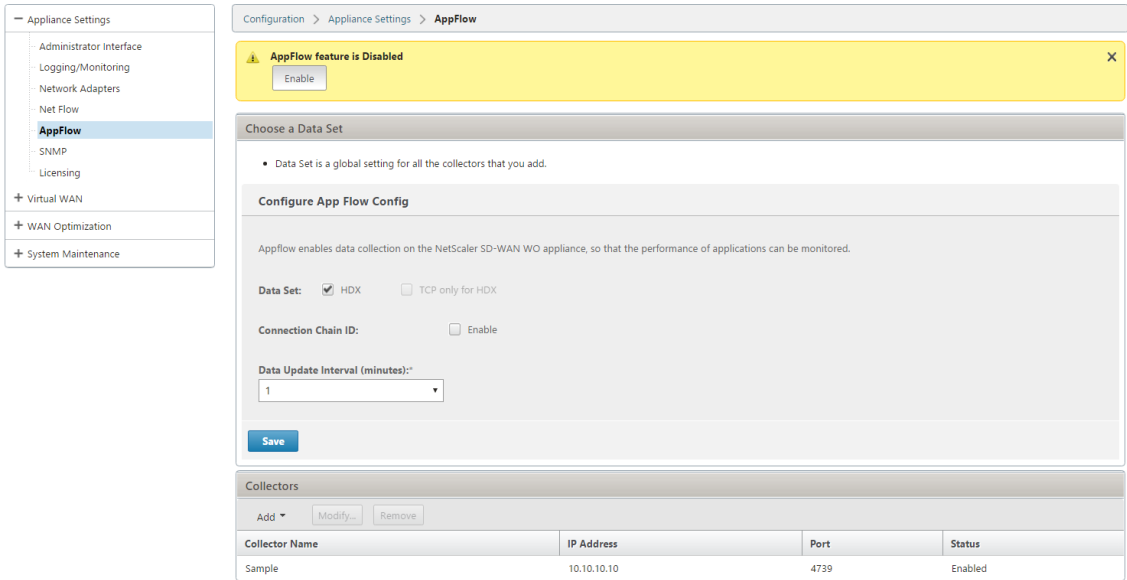 Appliance Settings
Administrator Interface
Logging/Monitoring
Network Adapters
Net Flow
AppFlow
SNMP
Licensing
Virtual WAN
WAN Optimization
System Maintenance
Configuration > Appliance Settings > AppFlow
AppFlow feature is Disabled
Enable
Choose a Data Set
• Data Set is a global setting for all the collectors that you add.
Configure App Flow Config
Appflow enables data collection on the NetScaler SD-WAN WO appliance, so that the performance of applications can be monitored.
Data Set: HDX TCP only for HDX
Connection Chain ID: Enable
Data Update Interval (minutes):*
1
Save
Collectors
Add Modify... Remove
Collector Name IP Address Port Status
Sample 10.10.10.10 4739 Enabled